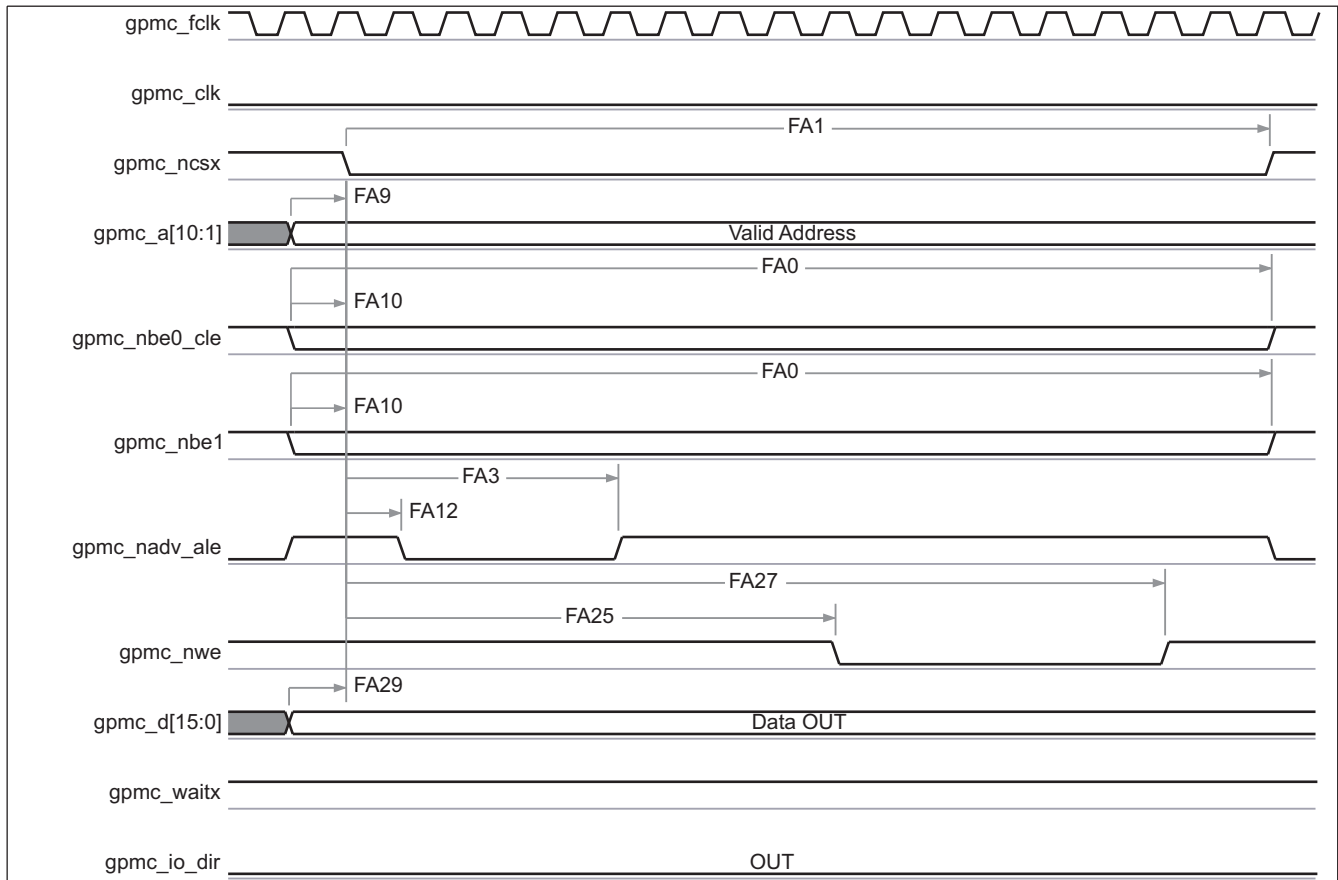 gpmc_fclk
gpmc_clk
FA1
gpmc_ncsx
FA9
gpmc_a[10:1]
Valid Address
FA0
FA10
gpmc_nbe0_cle
FA0
FA10
gpmc_nbe1
FA3
FA12
gpmc_nadv_ale
FA27
FA25
gpmc_nwe
FA29
gpmc_d[15:0]
Data OUT
gpmc_waitx
gpmc_io_dir
OUT